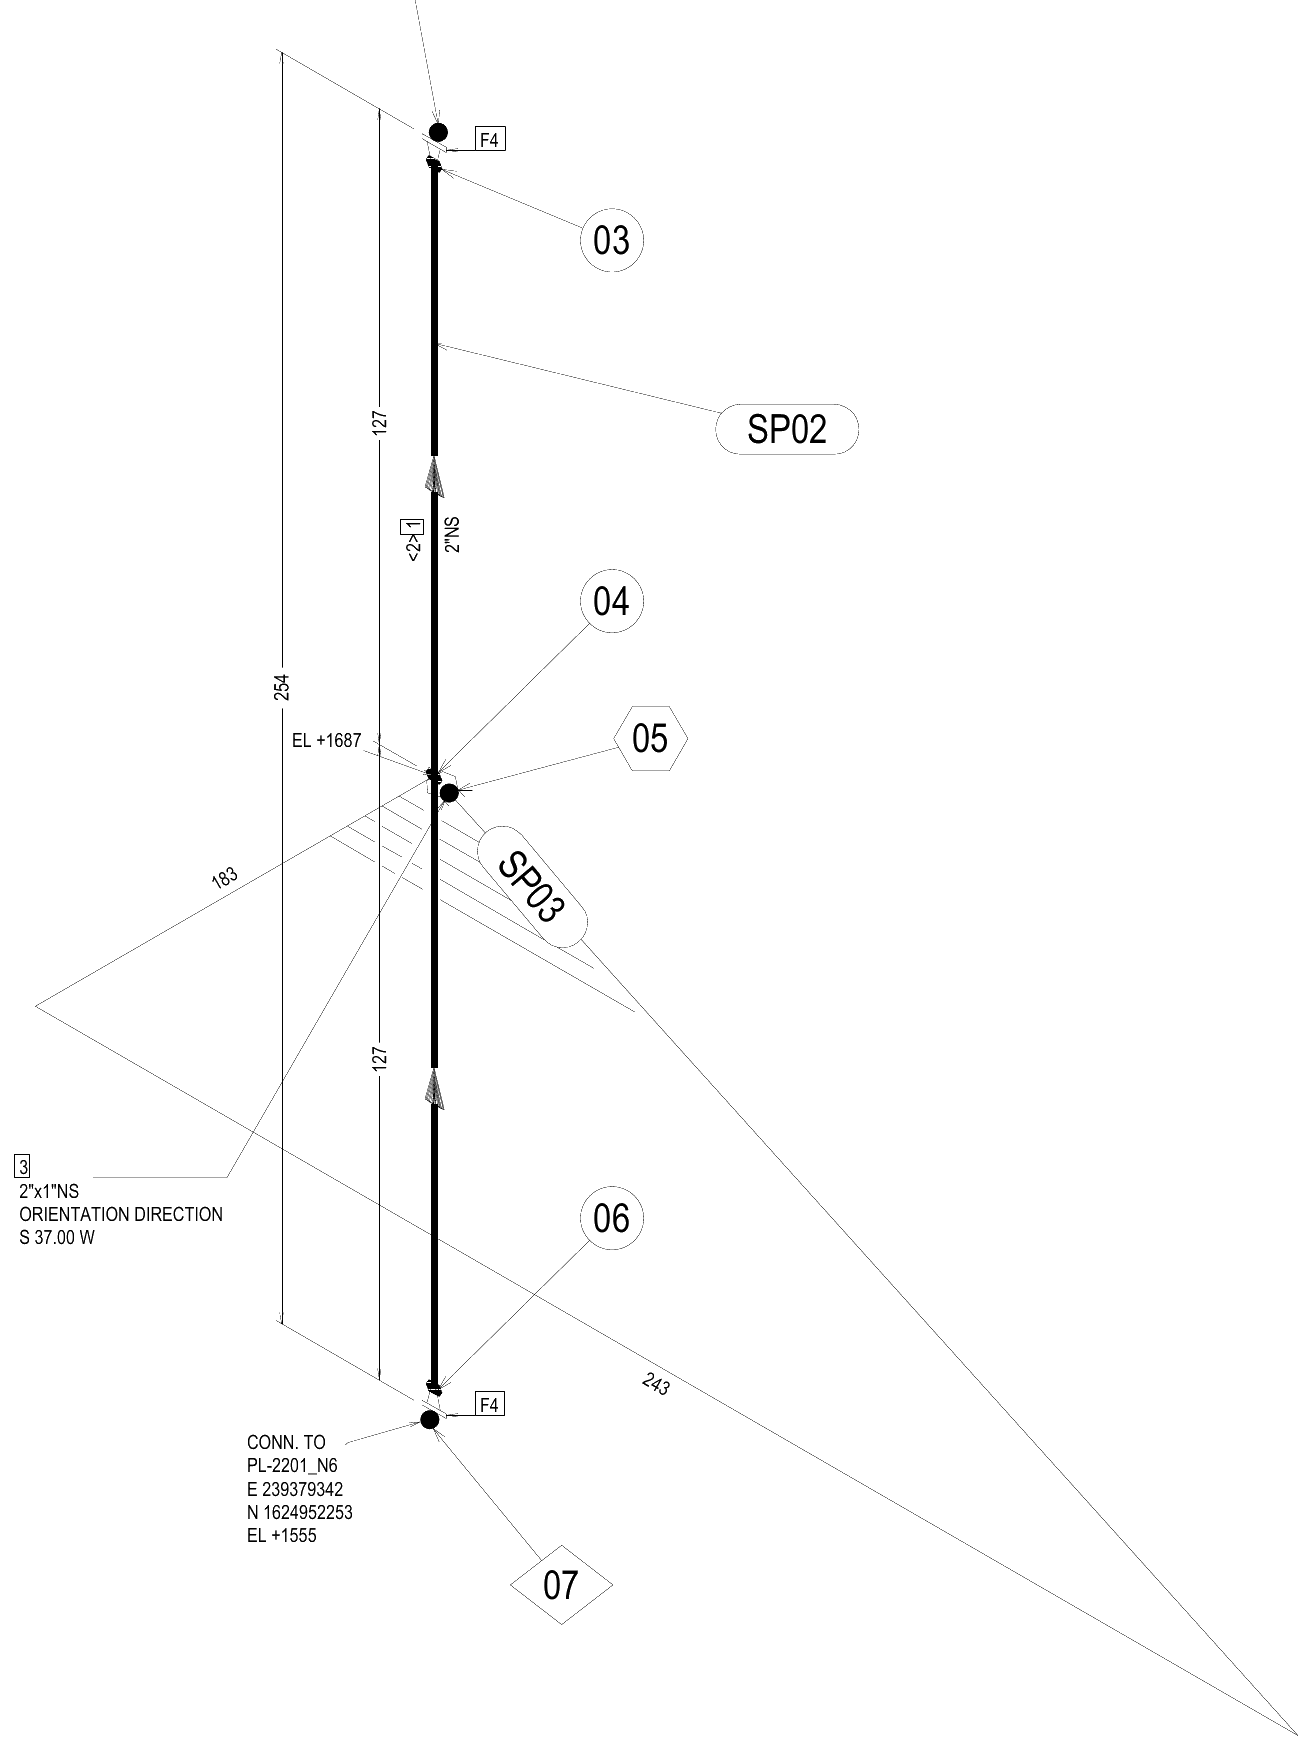 F4
03
SP02
127
<2> 1
2"NS
04
254
05
EL +1687
SP03
183
127
3
2"x1"NS
ORIENTATION DIRECTION
S 37.00 W
06
243
F4
CONN. TO
PL-2201_N6
E 239379342
N 1624952253
EL +1555
07